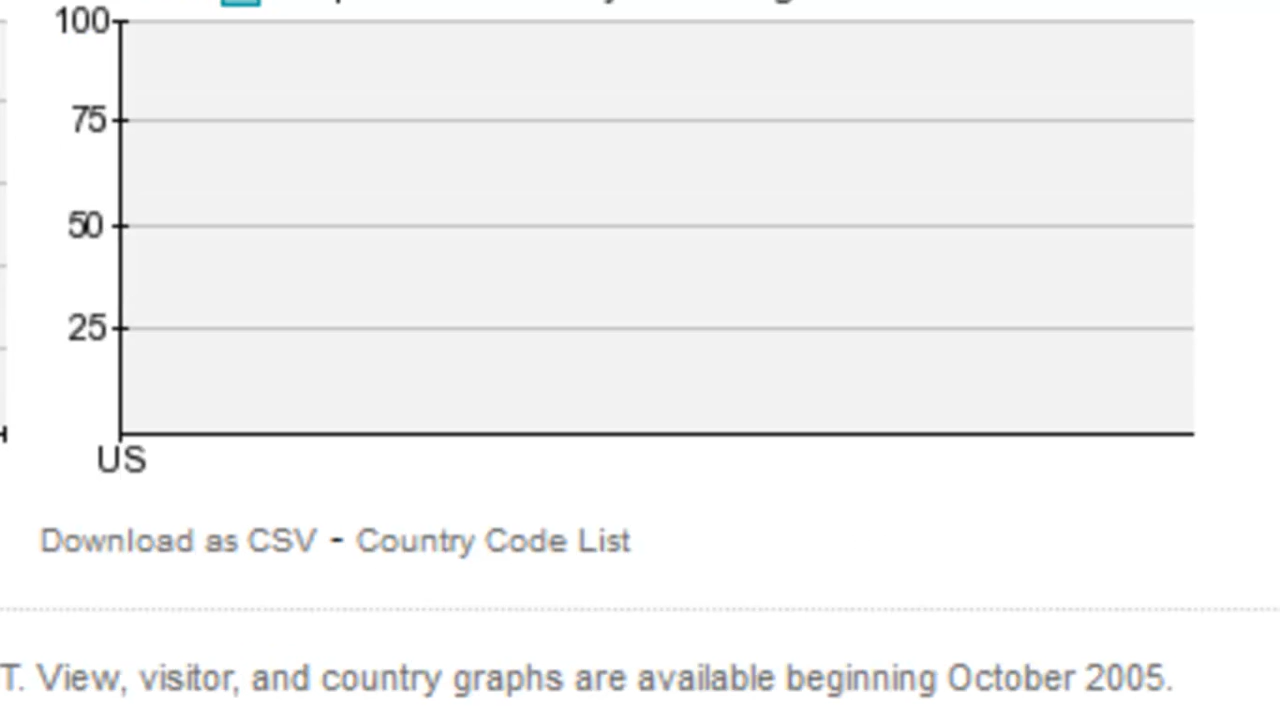 100
75
50
25
US
Download as CSV - Country Code List
T. View, visitor, and country graphs are available beginning October 2005.